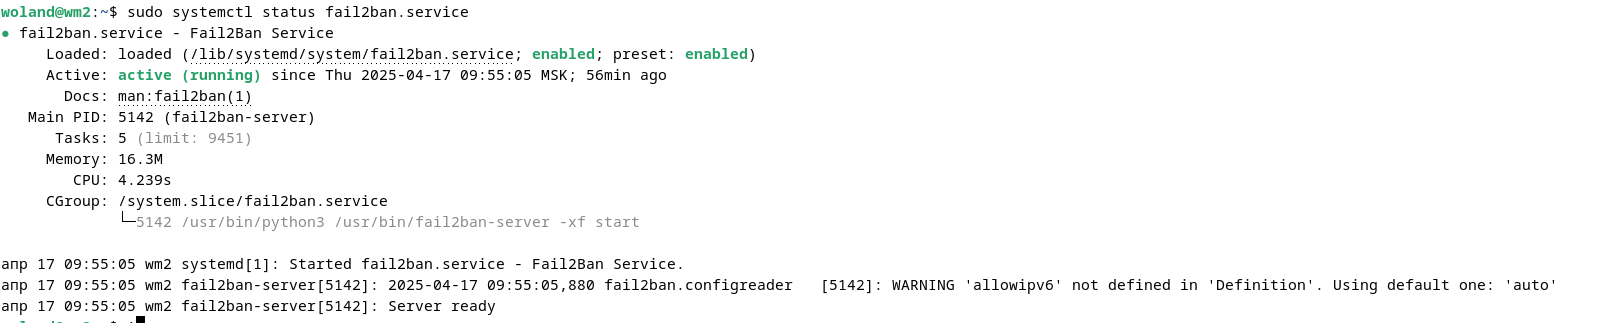 woland@wm2:~$ sudo systemctl status fail2ban.service
● fail2ban.service - Fail2Ban Service
     Loaded: loaded (/lib/systemd/system/fail2ban.service; enabled; preset: enabled)
     Active: active (running) since Thu 2025-04-17 09:55:05 MSK; 56min ago
       Docs: man:fail2ban(1)
   Main PID: 5142 (fail2ban-server)
      Tasks: 5 (limit: 9451)
     Memory: 16.3M
        CPU: 4.239s
     CGroup: /system.slice/fail2ban.service
             └─5142 /usr/bin/python3 /usr/bin/fail2ban-server -xf start
апр 17 09:55:05 wm2 systemd[1]: Started fail2ban.service - Fail2Ban Service.
апр 17 09:55:05 wm2 fail2ban-server[5142]: 2025-04-17 09:55:05,880 fail2ban.configreader   [5142]: WARNING 'allowipv6' not defined in 'Definition'. Using default one: 'auto'
апр 17 09:55:05 wm2 fail2ban-server[5142]: Server ready